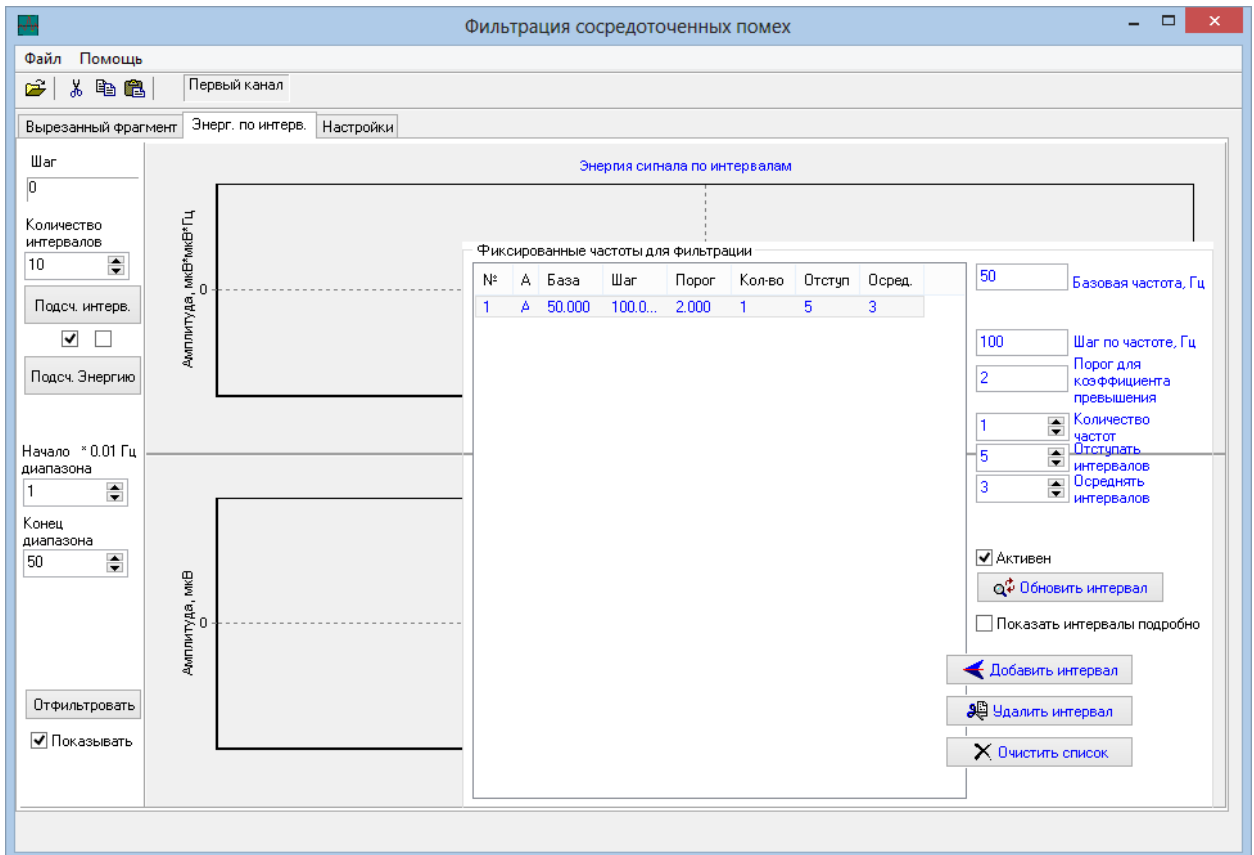 Фильтрация сосредоточенных помех
Файл Помощь
Первый канал
Вырезанный фрагмент Энерг. по интерв. Настройки
Шаг
0
Количество
интервалов
10
Подсч. интерв.
Подсч. Энергию
Начало * 0.01 Гц
диапазона
1
Конец
диапазона
50
Отфильтровать
Показывать
Энергия сигнала по интервалам
Амплитуда, мкВ*мкВ*Гц
0
Амплитуда, мкВ
0
Фиксированные частоты для фильтрации
№ А База Шаг Порог Кол-во Отступ Осред.
1 А 50.000 100.0... 2.000 1 5 3
50 Базовая частота, Гц
100 Шаг по частоте, Гц
2 Порог для
коэффициента
превышения
1 Количество
частот
5 Отступать
интервалов
3 Осреднять
интервалов
Активен
Обновить интервал
Показать интервалы подробно
Добавить интервал
Удалить интервал
Очистить список